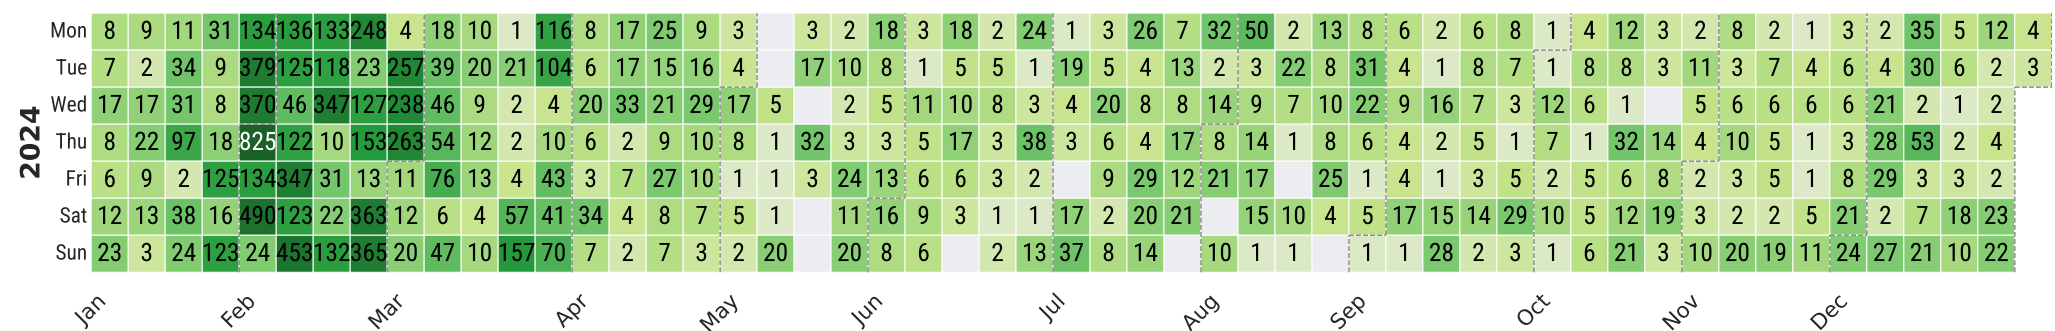 Mon 8 9 11 31 134 136 133 248 4 18 10 1 116 8 17 25 9 3 3 2 18 3 18 2 24 1 3 26 7 32 50 2 13 8 6 2 6 8 1 4 12 3 2 8 2 1 3 2 35 5 12 4
Tue 7 2 34 9 379 125 118 23 257 39 20 21 104 6 17 15 16 4 17 10 8 1 5 5 1 19 5 4 13 2 3 22 8 31 4 1 8 7 1 8 8 3 11 3 7 4 6 4 30 6 2 3
Wed 17 17 31 8 370 46 347 127 238 46 9 2 4 20 33 21 29 17 5 2 5 11 10 8 3 4 20 8 8 14 9 7 10 22 9 16 7 3 12 6 1 5 6 6 6 6 21 2 1 2
Thu 8 22 97 18 825 122 10 153 263 54 12 2 10 6 2 9 10 8 1 32 3 3 5 17 3 38 3 6 4 17 8 14 1 8 6 4 2 5 1 7 1 32 14 4 10 5 1 3 28 53 2 4
Fri 6 9 2 125 134 347 31 13 11 76 13 4 43 3 7 27 10 1 1 3 24 13 6 6 3 2 9 29 12 21 17 25 1 4 1 3 5 2 5 6 8 2 3 5 1 8 29 3 3 2
Sat 12 13 38 16 490 123 22 363 12 6 4 57 41 34 4 8 7 5 1 11 16 9 3 1 1 17 2 20 21 15 10 4 5 17 15 14 29 10 5 12 19 3 2 2 5 21 2 7 18 23
Sun 23 3 24 123 24 453 132 365 20 47 10 157 70 7 2 7 3 2 20 20 8 6 2 13 37 8 14 10 1 1 1 1 28 2 3 1 6 21 3 10 20 19 11 24 27 21 10 22
2024
Jan Feb Mar Apr May Jun Jul Aug Sep Oct Nov Dec